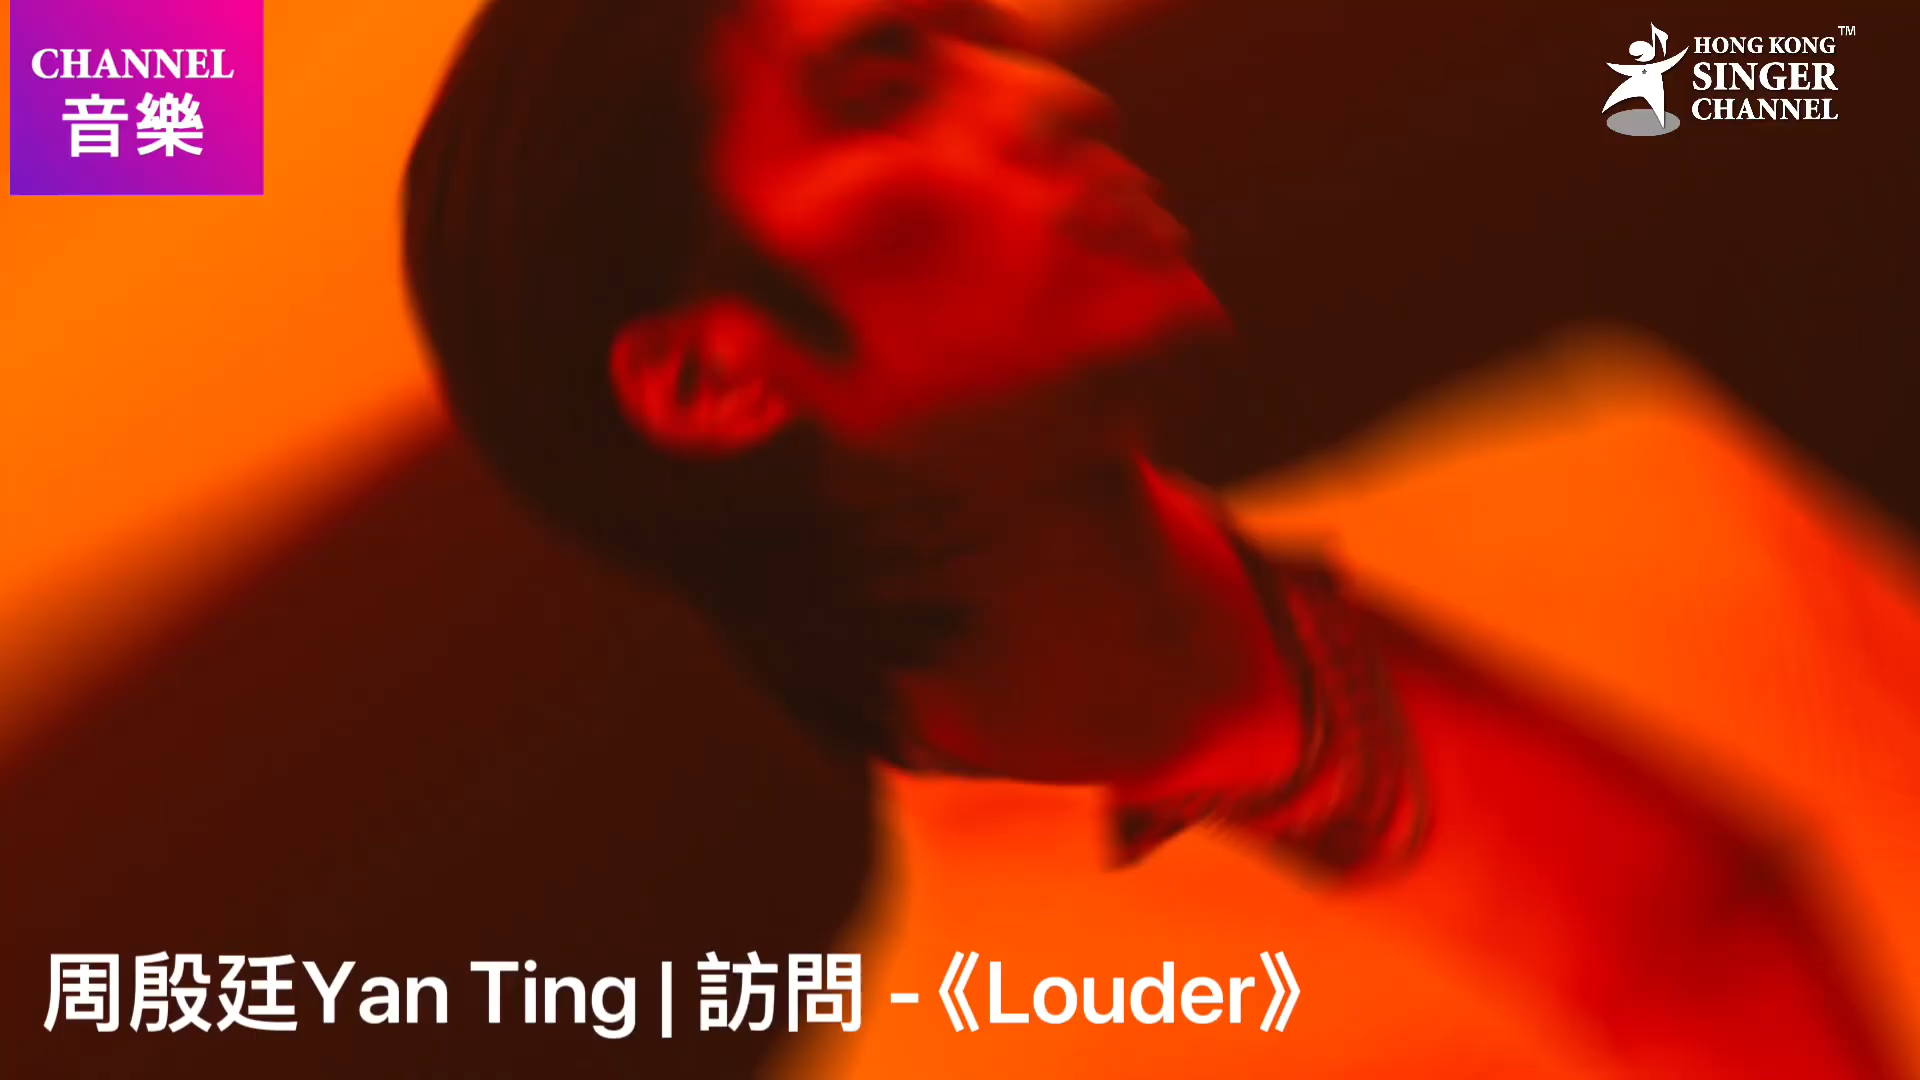 CHANNEL
音樂
HONG KONG™
SINGER
CHANNEL
周殷廷Yan Ting | 訪問 -《Louder》